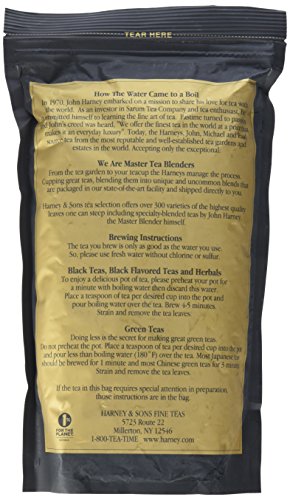 TEAR HERE
How The Water Came to a Boil
In 1970, John Harney embarked on a mission to share his love for tea with
the world. As an investor in Sarum Tea Company and tea enthusiast, he
committed himself to learning the fine art of tea. Pastime turned to passion
and John's creed was heard, "We offer the finest tea in the world at a price that
makes it an everyday luxury". Today, the Harneys, John, Michael and Paul
source tea from the most reputable and well-established tea gardens and
estates in the world. Accepting only the exceptional.
We Are Master Tea Blenders
From the tea garden to your teacup the Harneys manage the process.
Cupping great teas, blending them into unique and uncommon blends that
are packaged in our state-of-the-art facility and shipped directly to you.
Harney & Sons tea selection offers over 300 varieties of the highest quality
leaves one can steep including specialty-blended teas by John Harney,
the Master Blender himself.
Brewing Instructions
The tea you brew is only as good as the water you use.
So, please use fresh water without chlorine or sulfur.
Black Teas, Black Flavored Teas and Herbals
To enjoy a delicious pot of tea, please preheat your pot for
a minute with boiling water then discard this water.
Place a teaspoon of tea per desired cup into the pot and
pour boiling water over the tea. Brew 4-5 minutes.
Strain and remove the tea leaves.
Green Teas
Doing less is the secret for making great green teas.
Do not preheat the pot. Place a teaspoon of tea per desired cup into the pot
and pour less than boiling water (180°F) over the tea. Most Japanese teas
should be brewed for 1 minute and most Chinese green teas for 3 minutes.
Strain and remove the tea leaves.
If the tea in this bag requires special attention in preparation,
those instructions are in the bag.
HARNEY & SONS FINE TEAS
5723 Route 22
Millerton, NY 12546
1-800-TEA-TIME www.harney.com
1%
FOR THE PLANET